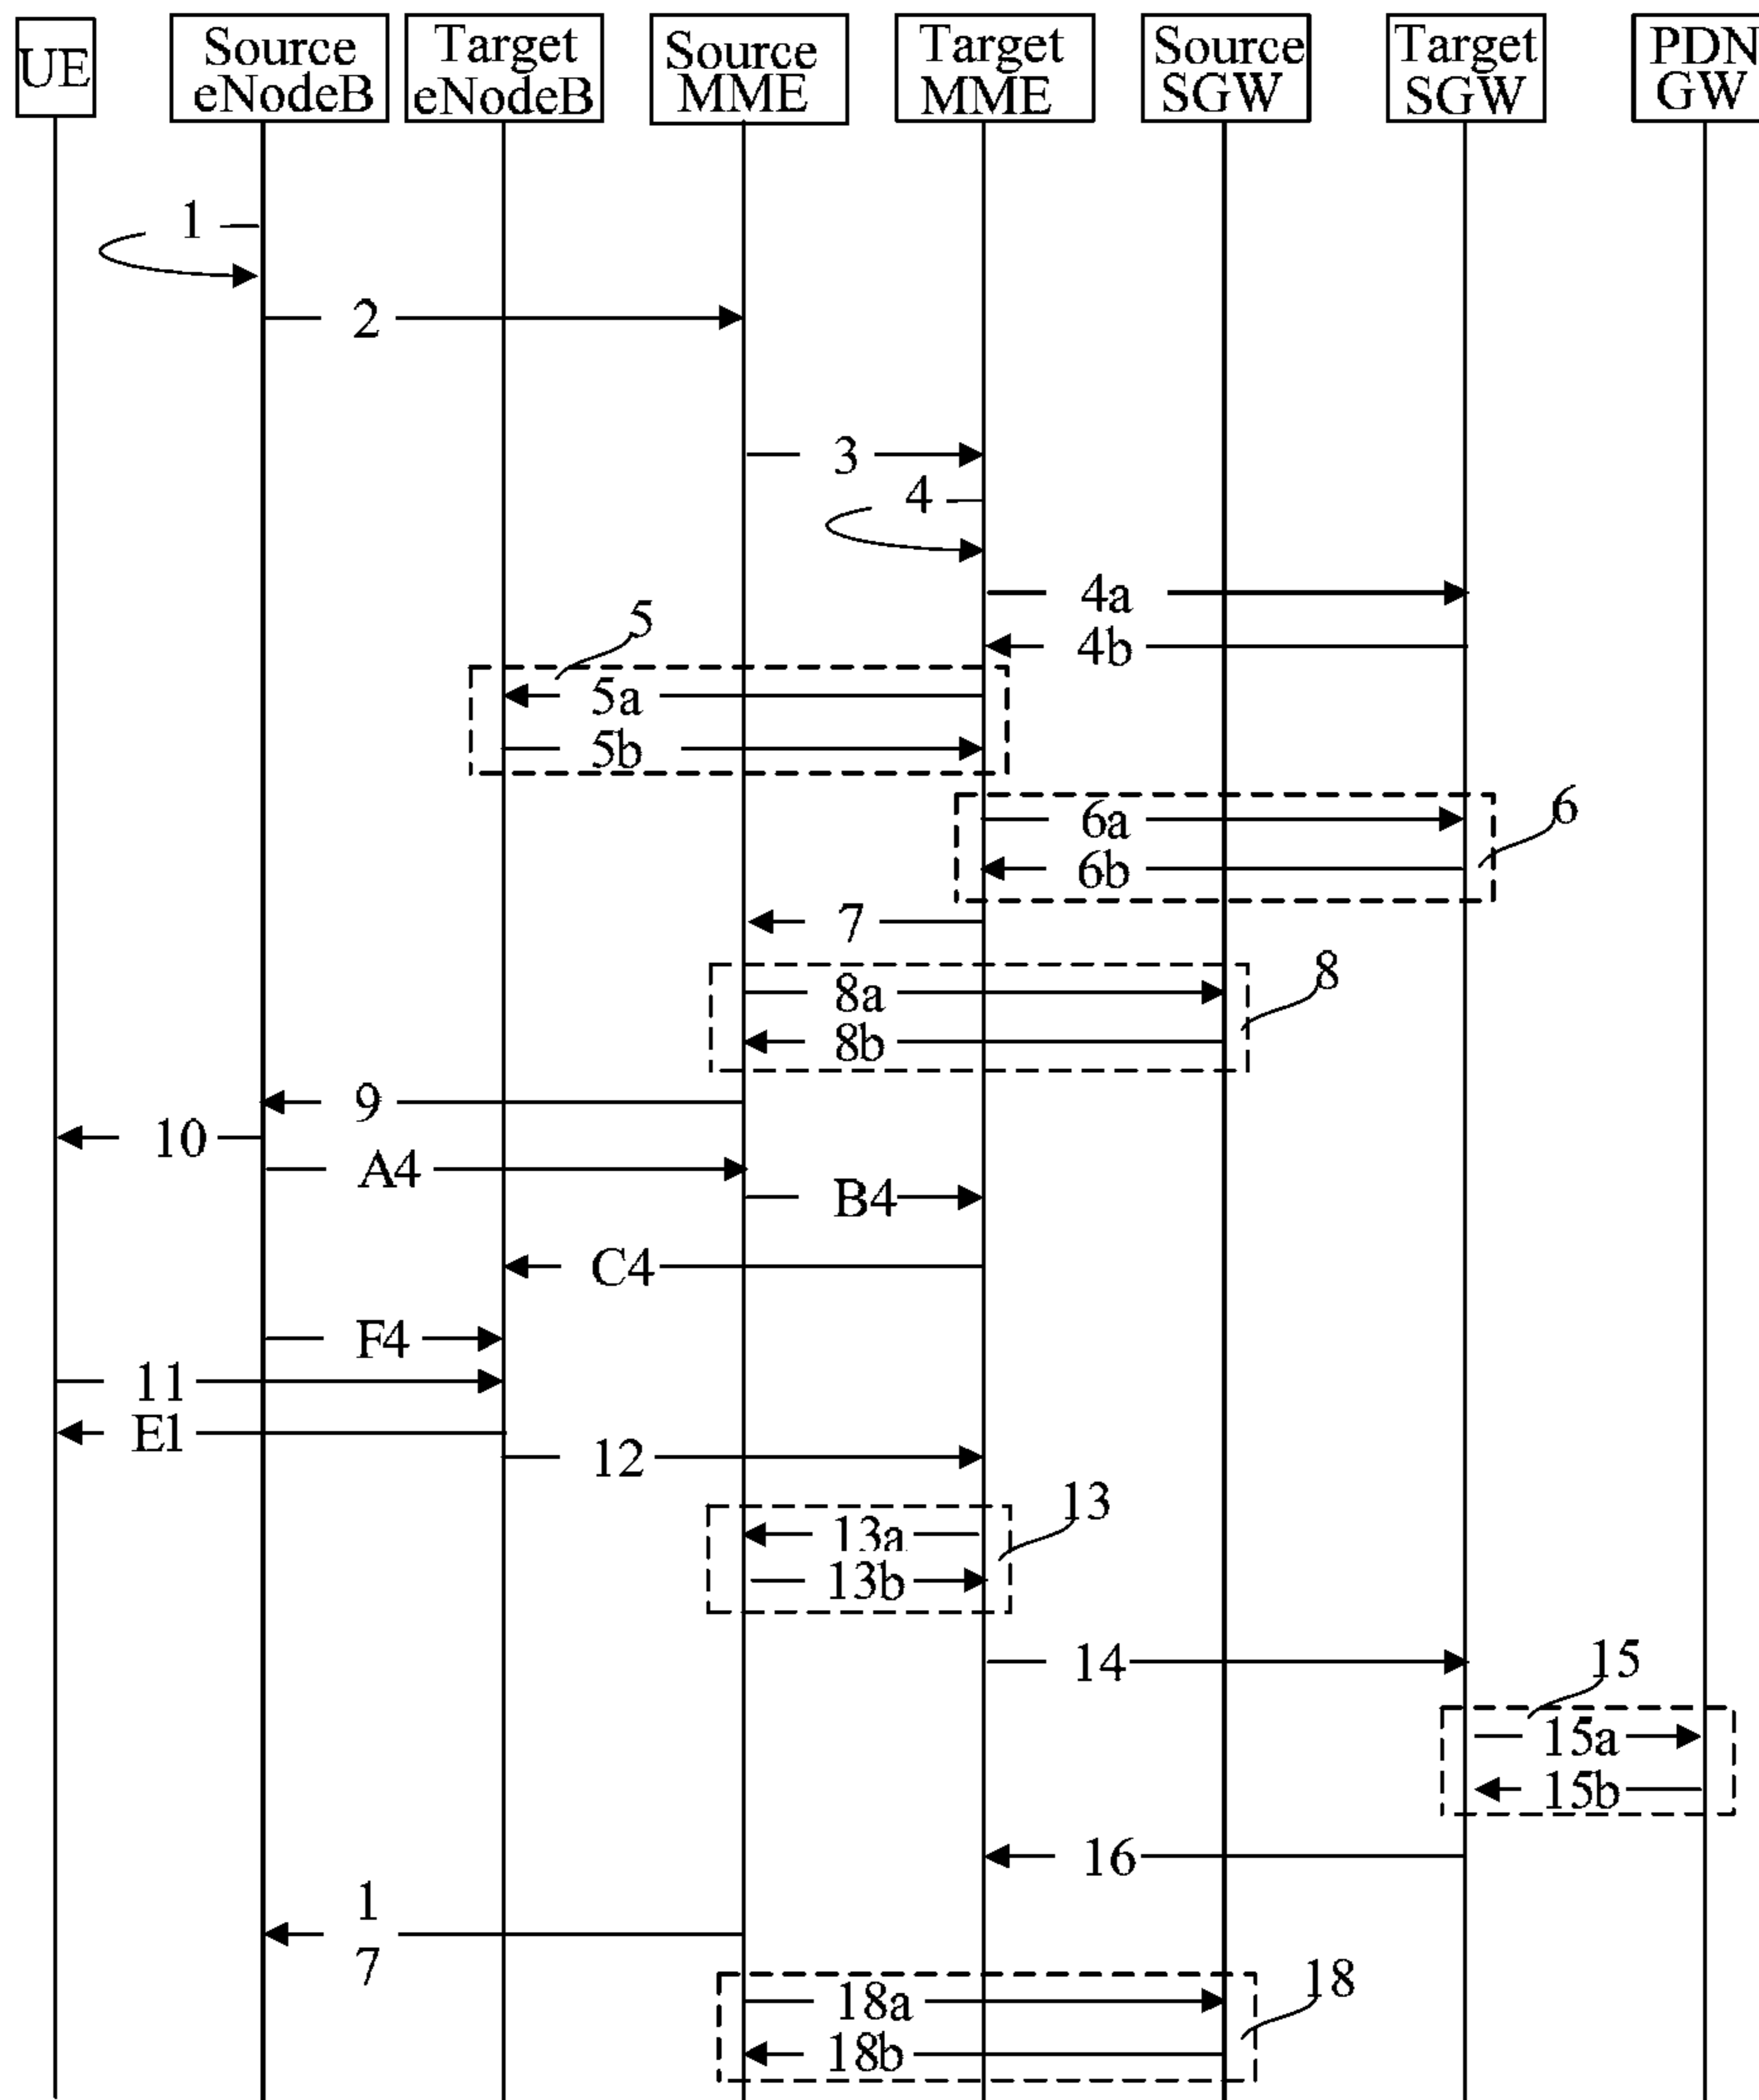 UE
Source
eNodeB
Target
eNodeB
Source
MME
Target
MME
Source
SGW
Target
SGW
PDN
GW
1
2
3
4
4a
4b
5
5a
5b
6
6a
6b
7
8
8a
8b
9
10
A4
B4
C4
F4
11
E1
12
13
13a
13b
14
15
15a
15b
16
1
7
18
18a
18b